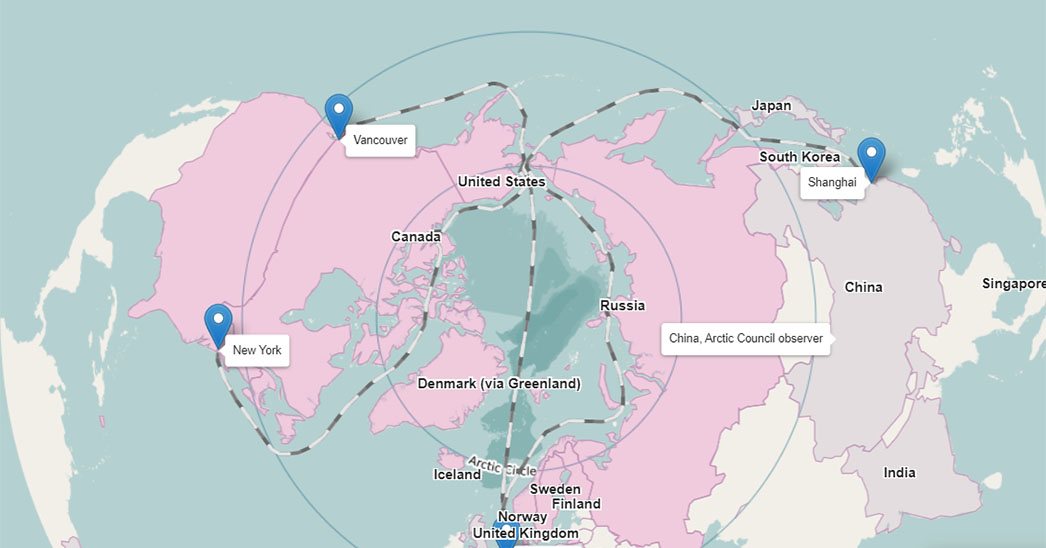 Japan
Vancouver
South Korea
United States
Shanghai
Canada
China
Singapore
Russia
China, Arctic Council observer
New York
Denmark (via Greenland)
Arctic Circle
Iceland
India
Sweden
Finland
Norway
United Kingdom